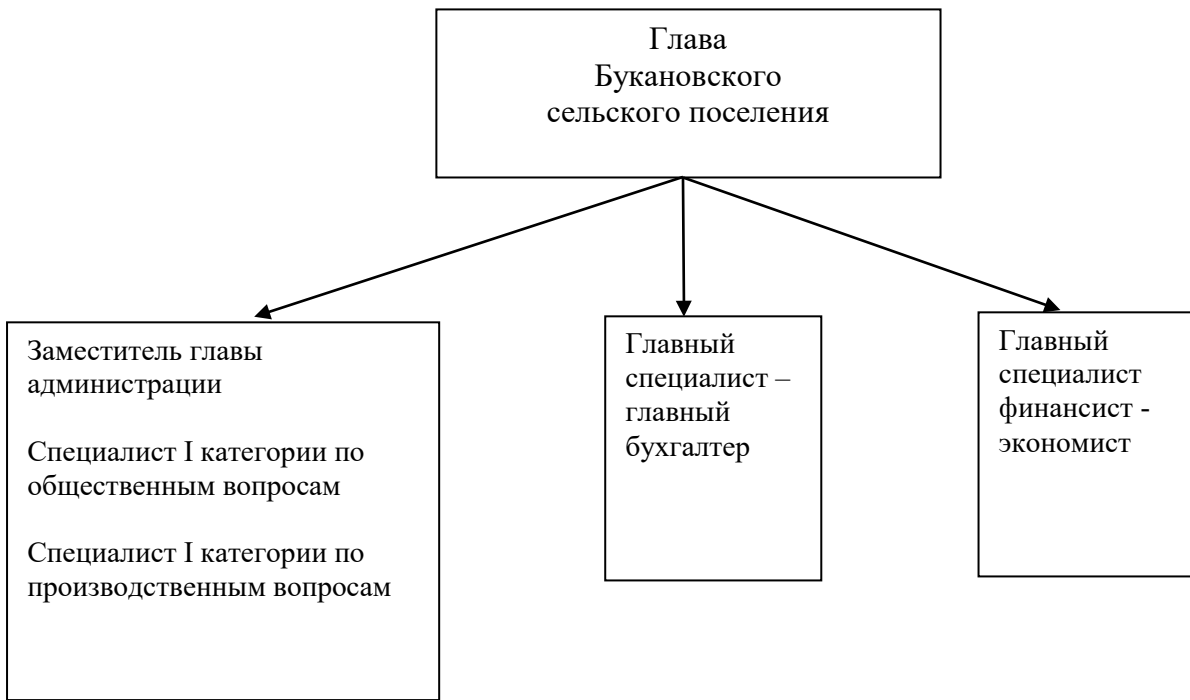 Глава
Букановского
сельского поселения
Заместитель главы
администрации
Специалист I категории по
общественным вопросам
Специалист I категории по
производственным вопросам
Главный
специалист –
главный
бухгалтер
Главный
специалист
финансист -
экономист